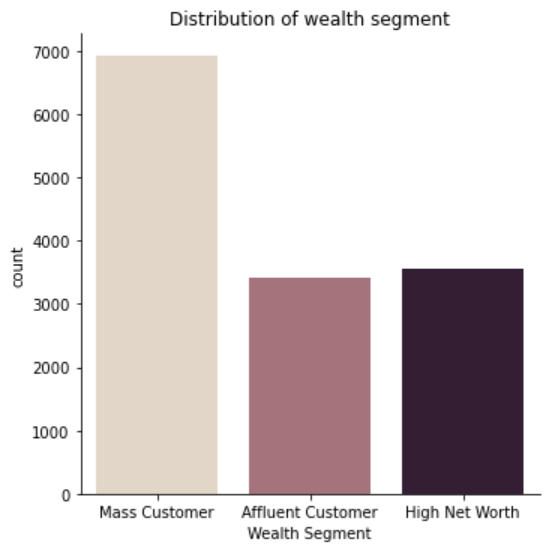 Distribution of wealth segment
7000
6000
5000
4000
3000
2000
1000
0
count
Mass Customer Affluent Customer High Net Worth
Wealth Segment